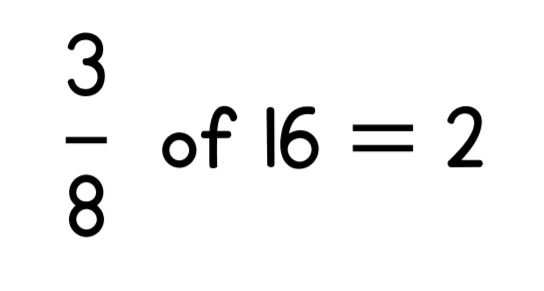 3/8 of 16 = 2